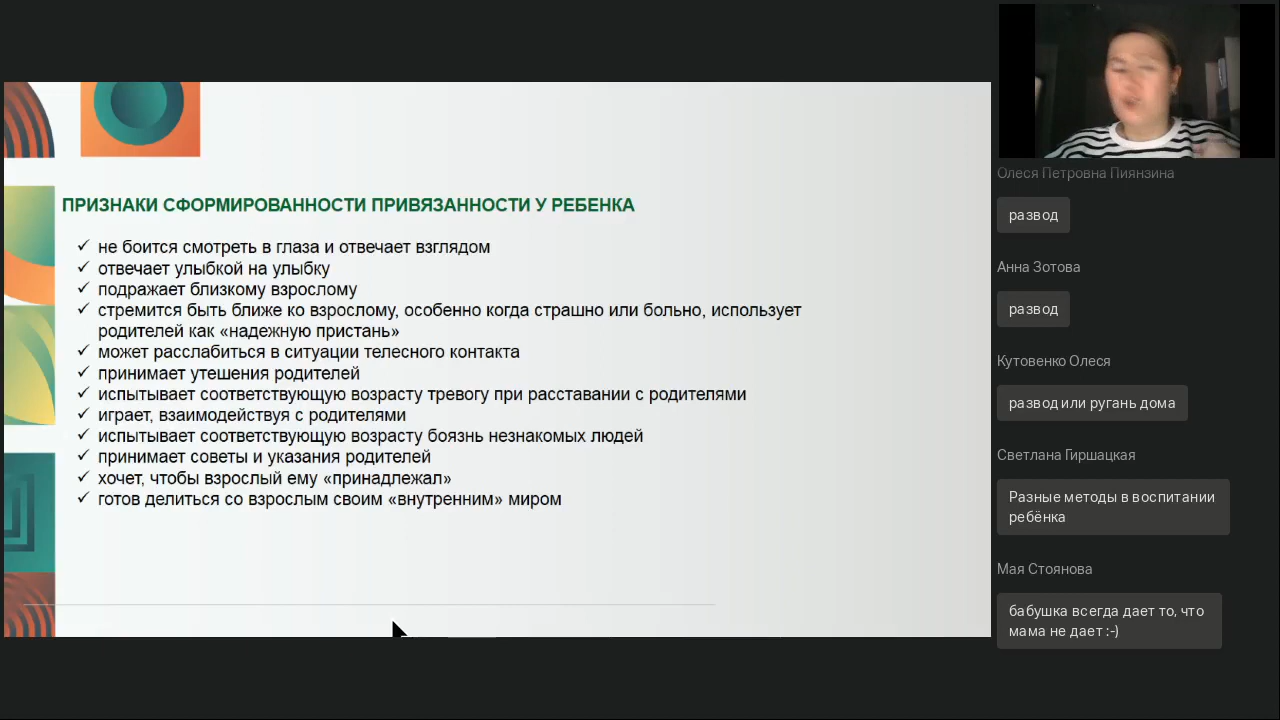 ПРИЗНАКИ СФОРМИРОВАННОСТИ ПРИВЯЗАННОСТИ У РЕБЕНКА
✓ не боится смотреть в глаза и отвечает взглядом
✓ отвечает улыбкой на улыбку
✓ подражает близкому взрослому
✓ стремится быть ближе ко взрослому, особенно когда страшно или больно, использует
родителей как «надежную пристань»
✓ может расслабиться в ситуации телесного контакта
✓ принимает утешения родителей
✓ испытывает соответствующую возрасту тревогу при расставании с родителями
✓ играет, взаимодействуя с родителями
✓ испытывает соответствующую возрасту боязнь незнакомых людей
✓ принимает советы и указания родителей
✓ хочет, чтобы взрослый ему «принадлежал»
✓ готов делиться со взрослым своим «внутренним» миром
Олеся Петровна Пиянзина
развод
Анна Зотова
развод
Кутовенко Олеся
развод или ругань дома
Светлана Гиршацкая
Разные методы в воспитании
ребёнка
Мая Стоянова
бабушка всегда дает то, что
мама не дает :-)